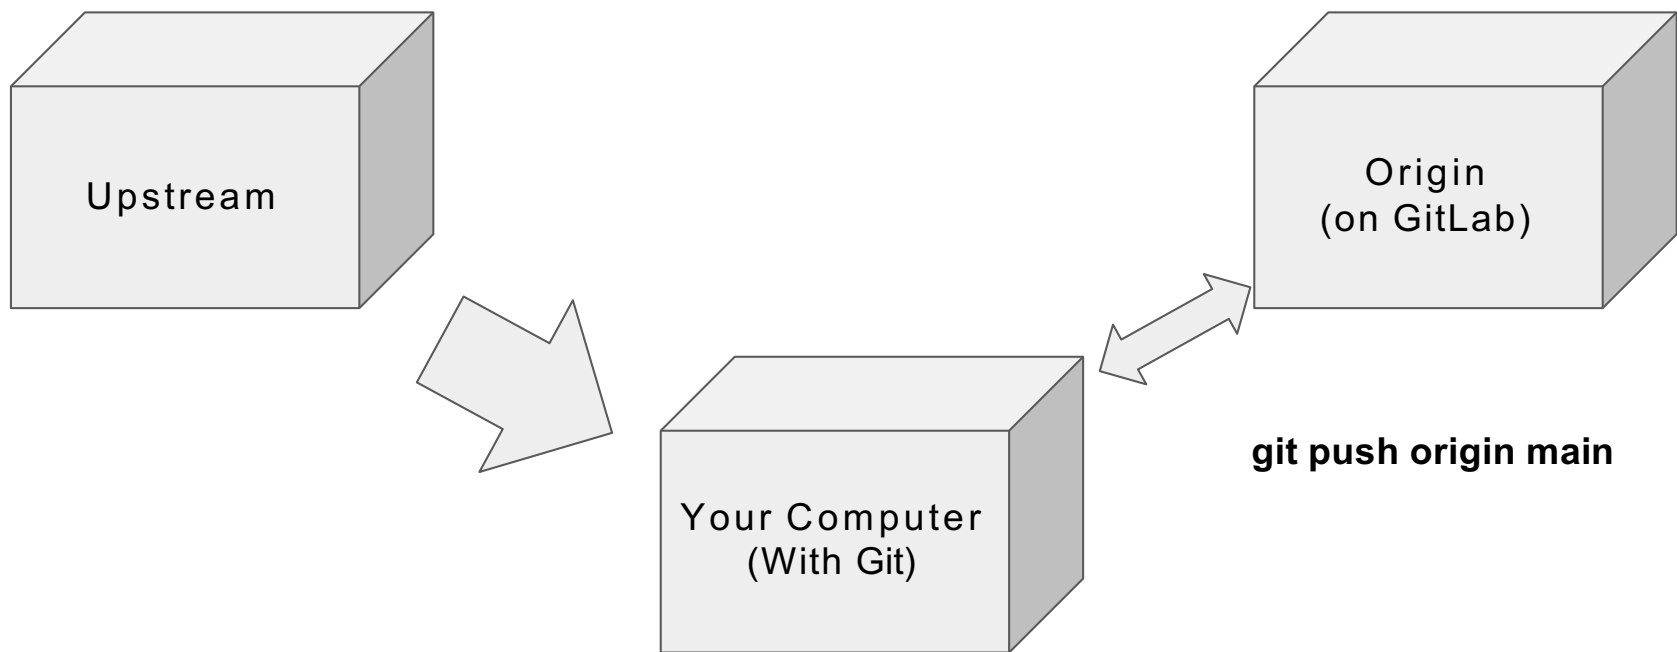 Upstream
Origin
(on GitLab)
git push origin main
Your Computer
(With Git)